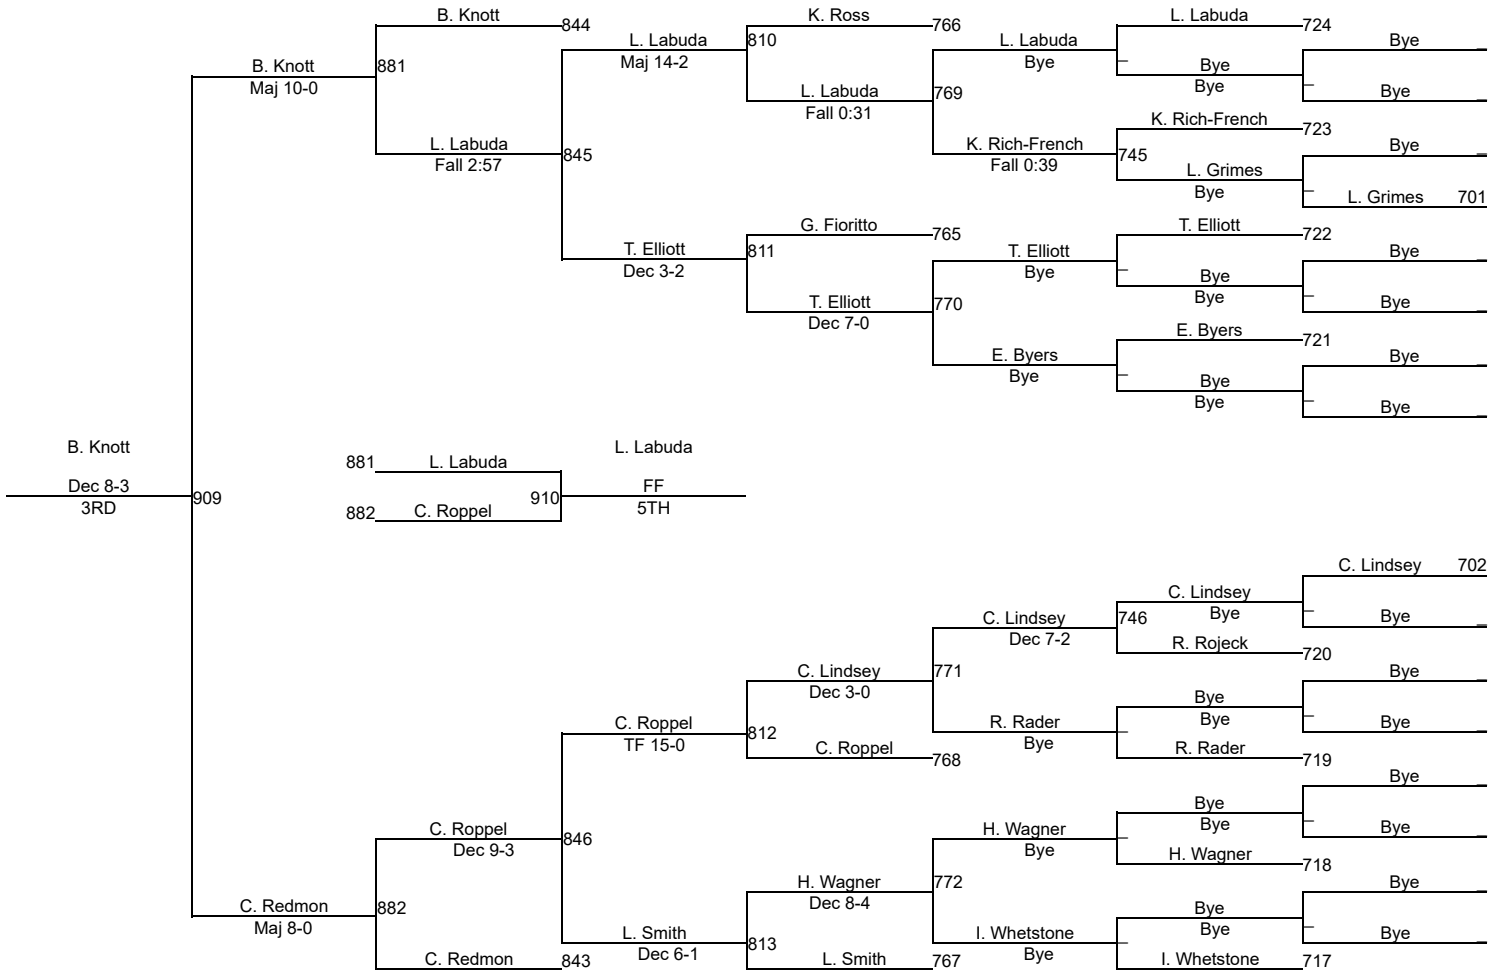 B. Knott
844
K. Ross
766
L. Labuda
724
L. Labuda
810
L. Labuda
Bye
B. Knott
881
Maj 14-2
Bye
Bye
Maj 10-0
L. Labuda
769
Bye
Bye
Fall 0:31
K. Rich-French
723
L. Labuda
845
K. Rich-French
745
Bye
Fall 2:57
Fall 0:39
L. Grimes
Bye
L. Grimes
701
G. Fioritto
765
T. Elliott
722
T. Elliott
811
T. Elliott
Bye
Dec 3-2
Bye
Bye
T. Elliott
770
Bye
Bye
Dec 7-0
E. Byers
721
E. Byers
Bye
Bye
Bye
Bye
Bye
B. Knott
L. Labuda
881
L. Labuda
Dec 8-3
909
910
FF
3RD
882
C. Roppel
5TH
C. Lindsey
702
C. Lindsey
C. Lindsey
746
Bye
Bye
Dec 7-2
R. Rojeck
720
C. Lindsey
771
Bye
Dec 3-0
Bye
C. Roppel
812
R. Rader
Bye
Bye
TF 15-0
C. Roppel
768
Bye
R. Rader
719
Bye
Bye
C. Roppel
846
H. Wagner
Bye
Bye
Dec 9-3
Bye
H. Wagner
718
H. Wagner
772
Bye
C. Redmon
882
Dec 8-4
Bye
Maj 8-0
L. Smith
813
I. Whetstone
Bye
Bye
Dec 6-1
Bye
C. Redmon
843
L. Smith
767
I. Whetstone
717